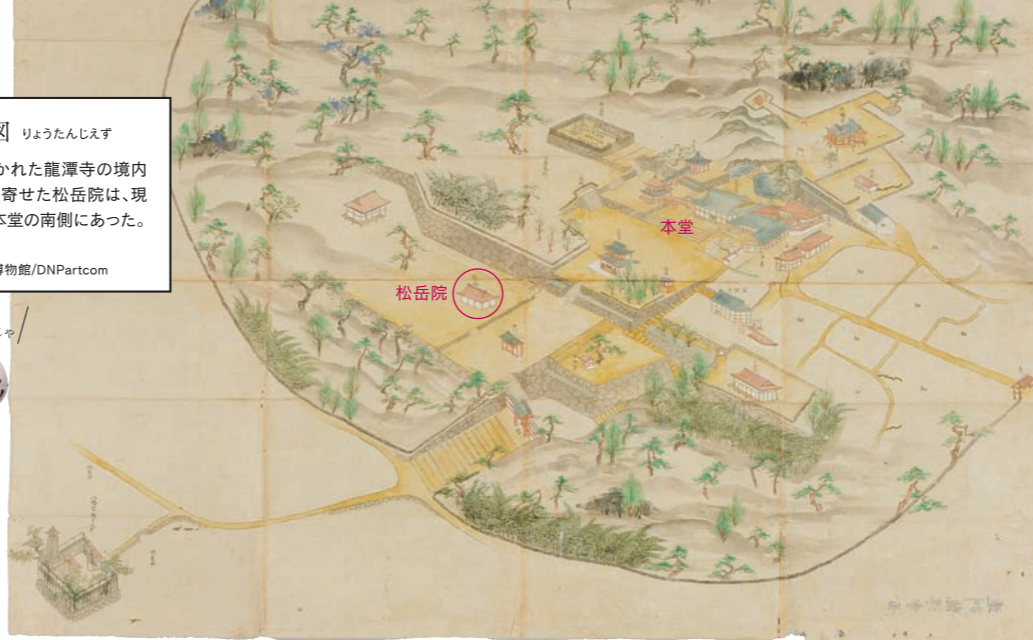 図 りょうたんじえず
かれた龍潭寺の境内
寄せた松岳院は、現
本堂の南側にあった。
博物館/DNPartcom
や
本堂
松岳院